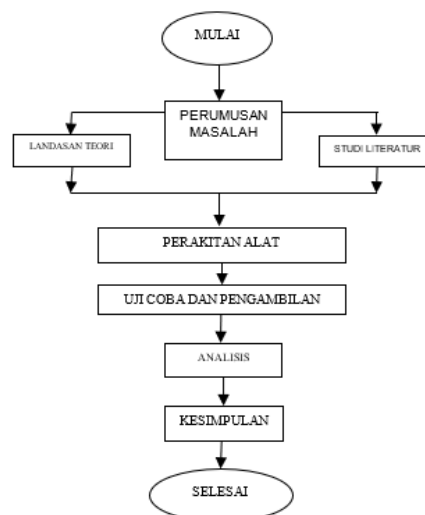 MULAI
PERUMUSAN
MASALAH
LANDASAN TEORI
STUDI LITERATUR
PERAKITAN ALAT
UJI COBA DAN PENGAMBILAN
ANALISIS
KESIMPULAN
SELESAI